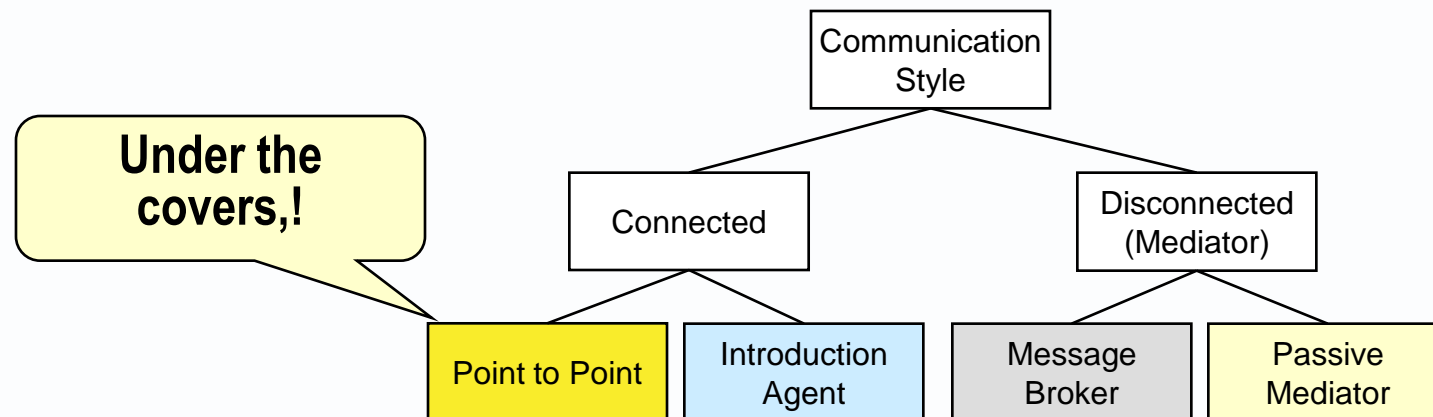 Communication
Style
Under the
covers,!
Connected
Disconnected
(Mediator)
Point to Point
Introduction
Agent
Message
Broker
Passive
Mediator